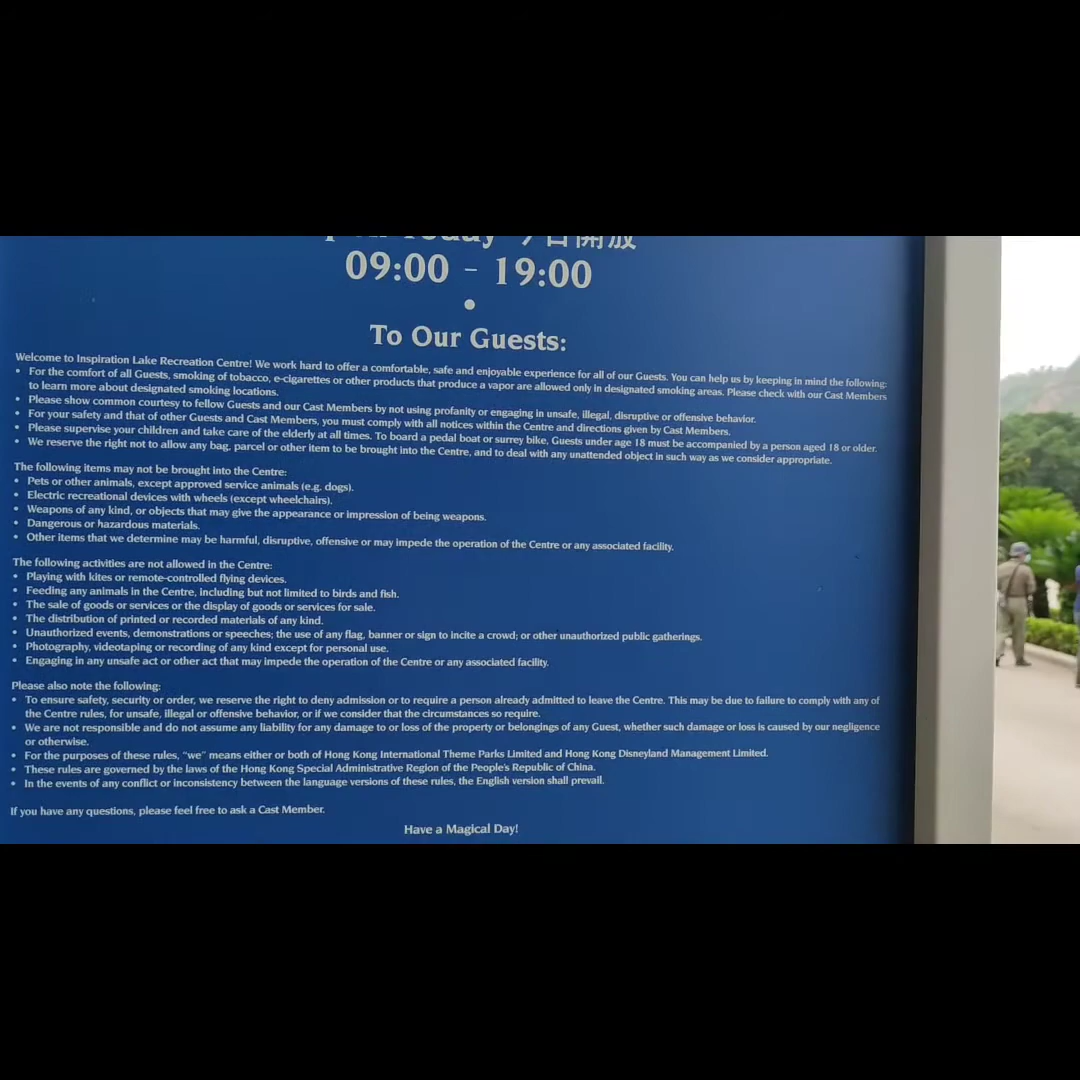 Today 今日開放
09:00 - 19:00
•
To Our Guests:
Welcome to Inspiration Lake Recreation Centre! We work hard to offer a comfortable, safe and enjoyable experience for all of our Guests. You can help us by keeping in mind the following:
• For the comfort of all Guests, smoking of tobacco, e-cigarettes or other products that produce a vapor are allowed only in designated smoking areas. Please check with our Cast Members
to learn more about designated smoking locations.
• Please show common courtesy to fellow Guests and our Cast Members by not using profanity or engaging in unsafe, illegal, disruptive or offensive behavior.
• For your safety and that of other Guests and Cast Members, you must comply with all notices within the Centre and directions given by Cast Members.
• Please supervise your children and take care of the elderly at all times. To board a pedal boat or surrey bike, Guests under age 18 must be accompanied by a person aged 18 or older.
• We reserve the right not to allow any bag, parcel or other item to be brought into the Centre, and to deal with any unattended object in such way as we consider appropriate.
The following items may not be brought into the Centre:
• Pets or other animals, except approved service animals (e.g. dogs).
• Electric recreational devices with wheels (except wheelchairs).
• Weapons of any kind, or objects that may give the appearance or impression of being weapons.
• Dangerous or hazardous materials.
• Other items that we determine may be harmful, disruptive, offensive or may impede the operation of the Centre or any associated facility.
The following activities are not allowed in the Centre:
• Playing with kites or remote-controlled flying devices.
• Feeding any animals in the Centre, including but not limited to birds and fish.
• The sale of goods or services or the display of goods or services for sale.
• The distribution of printed or recorded materials of any kind.
• Unauthorized events, demonstrations or speeches; the use of any flag, banner or sign to incite a crowd; or other unauthorized public gatherings.
• Photography, videotaping or recording of any kind except for personal use.
• Engaging in any unsafe act or other act that may impede the operation of the Centre or any associated facility.
Please also note the following:
• To ensure safety, security or order, we reserve the right to deny admission or to require a person already admitted to leave the Centre. This may be due to failure to comply with any of
the Centre rules, for unsafe, illegal or offensive behavior, or if we consider that the circumstances so require.
• We are not responsible and do not assume any liability for any damage to or loss of the property or belongings of any Guest, whether such damage or loss is caused by our negligence
or otherwise.
• For the purposes of these rules, "we" means either or both of Hong Kong International Theme Parks Limited and Hong Kong Disneyland Management Limited.
• These rules are governed by the laws of the Hong Kong Special Administrative Region of the People's Republic of China.
• In the events of any conflict or inconsistency between the language versions of these rules, the English version shall prevail.
If you have any questions, please feel free to ask a Cast Member.
Have a Magical Day!